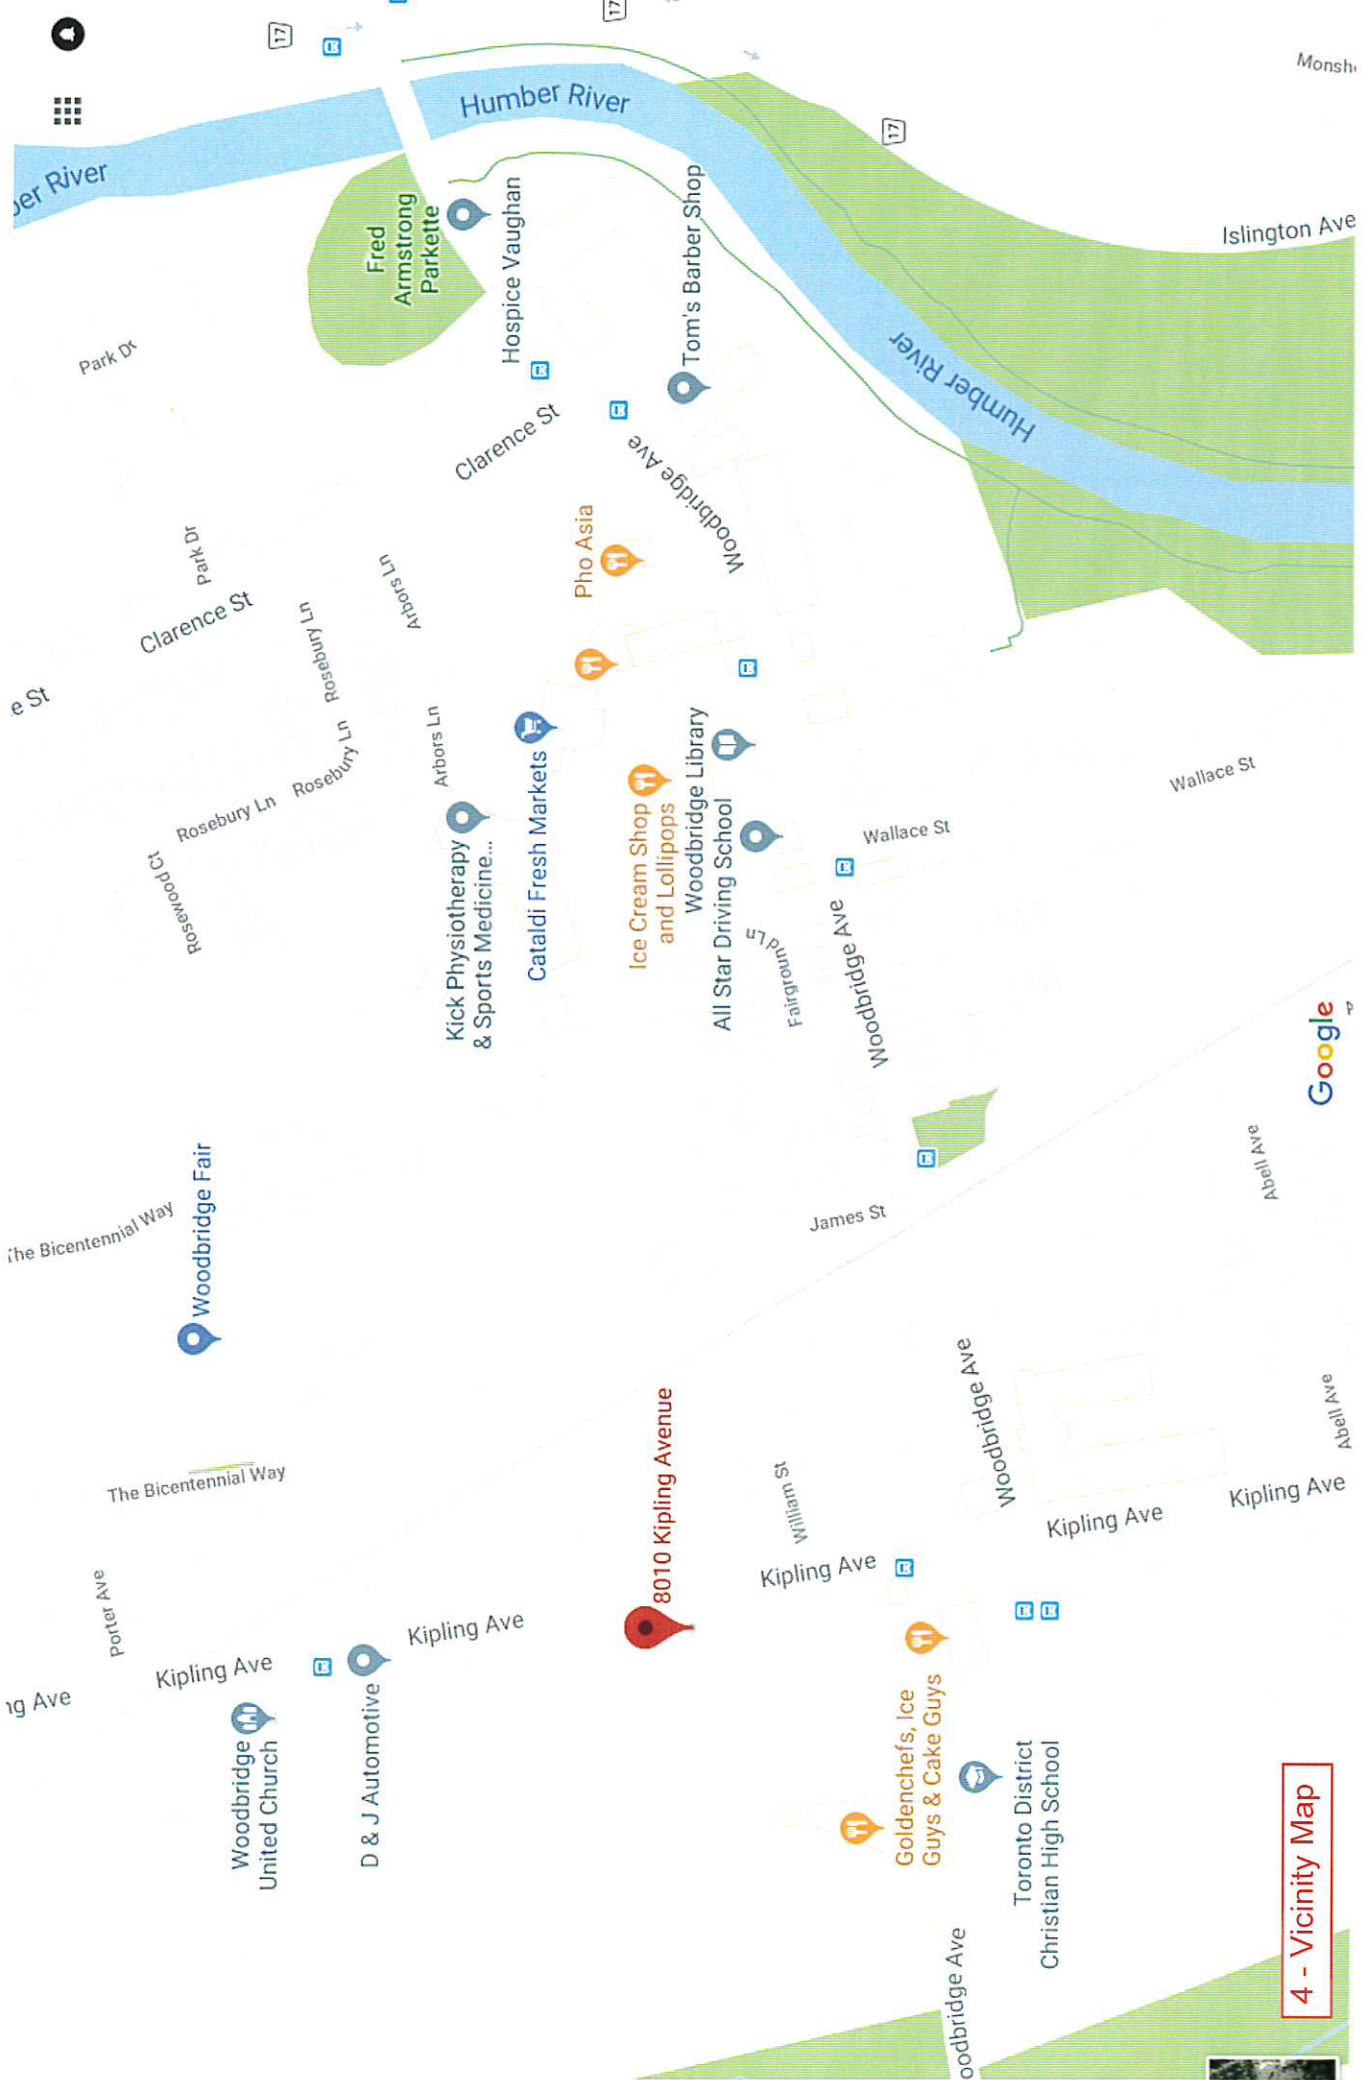 er River
17
17
Humber River
Fred
Armstrong
Parkette
Hospice Vaughan
Tom's Barber Shop
17
Monsh
Islington Ave
Humber River
Park Dr
Clarence St
Woodbridge Ave
Park Dr
Clarence St
e St
Rosebury Ln
Arbors Ln
Pho Asia
Rosebury Ln
Rosebury Ln
Arbors Ln
Rosewood Ct
Kick Physiotherapy
& Sports Medicine...
Cataldi Fresh Markets
Ice Cream Shop
and Lollipops
Woodbridge Library
All Star Driving School
Fairground Ln
Wallace St
Wallace St
Woodbridge Ave
The Bicentennial Way
Woodbridge Fair
James St
Abell Ave
Google
The Bicentennial Way
8010 Kipling Avenue
William St
Woodbridge Ave
Abell Ave
Kipling Ave
Kipling Ave
Kipling Ave
Kipling Ave
Porter Ave
Kipling Ave
ng Ave
Woodbridge
United Church
D & J Automotive
Goldenchefs, Ice
Guys & Cake Guys
Toronto District
Christian High School
oodbridge Ave
4 - Vicinity Map